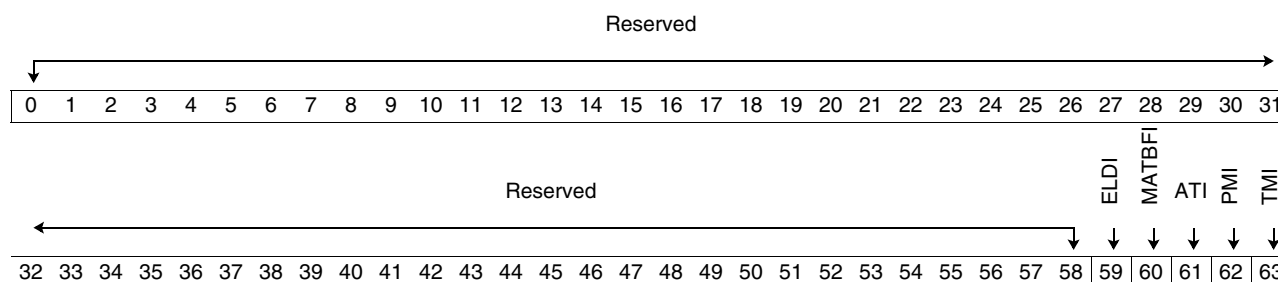 Reserved
0 1 2 3 4 5 6 7 8 9 10 11 12 13 14 15 16 17 18 19 20 21 22 23 24 25 26 27 28 29 30 31
Reserved ELDI MATBFI ATI PMI TMI
32 33 34 35 36 37 38 39 40 41 42 43 44 45 46 47 48 49 50 51 52 53 54 55 56 57 58 59 60 61 62 63